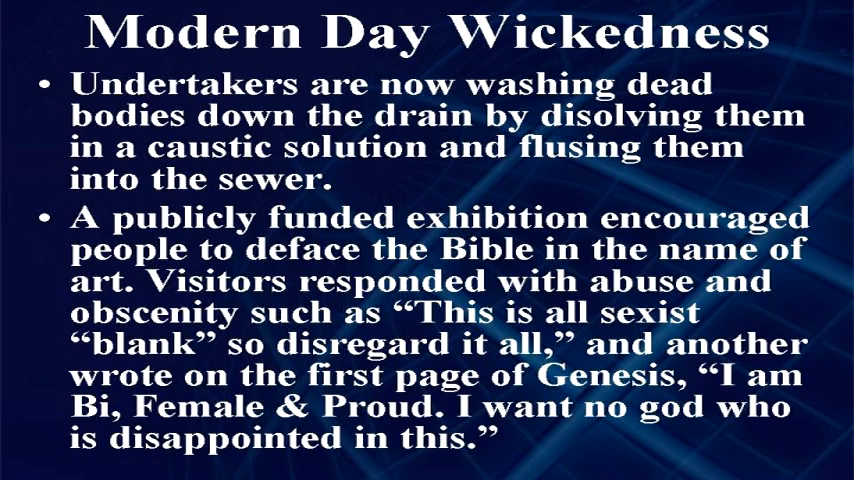 Modern Day Wickedness
• Undertakers are now washing dead
bodies down the drain by disolving them
in a caustic solution and flusing them
into the sewer.
• A publicly funded exhibition encouraged
people to deface the Bible in the name of
art. Visitors responded with abuse and
obscenity such as “This is all sexist
“blank” so disregard it all,” and another
wrote on the first page of Genesis, “I am
Bi, Female & Proud. I want no god who
is disappointed in this.”